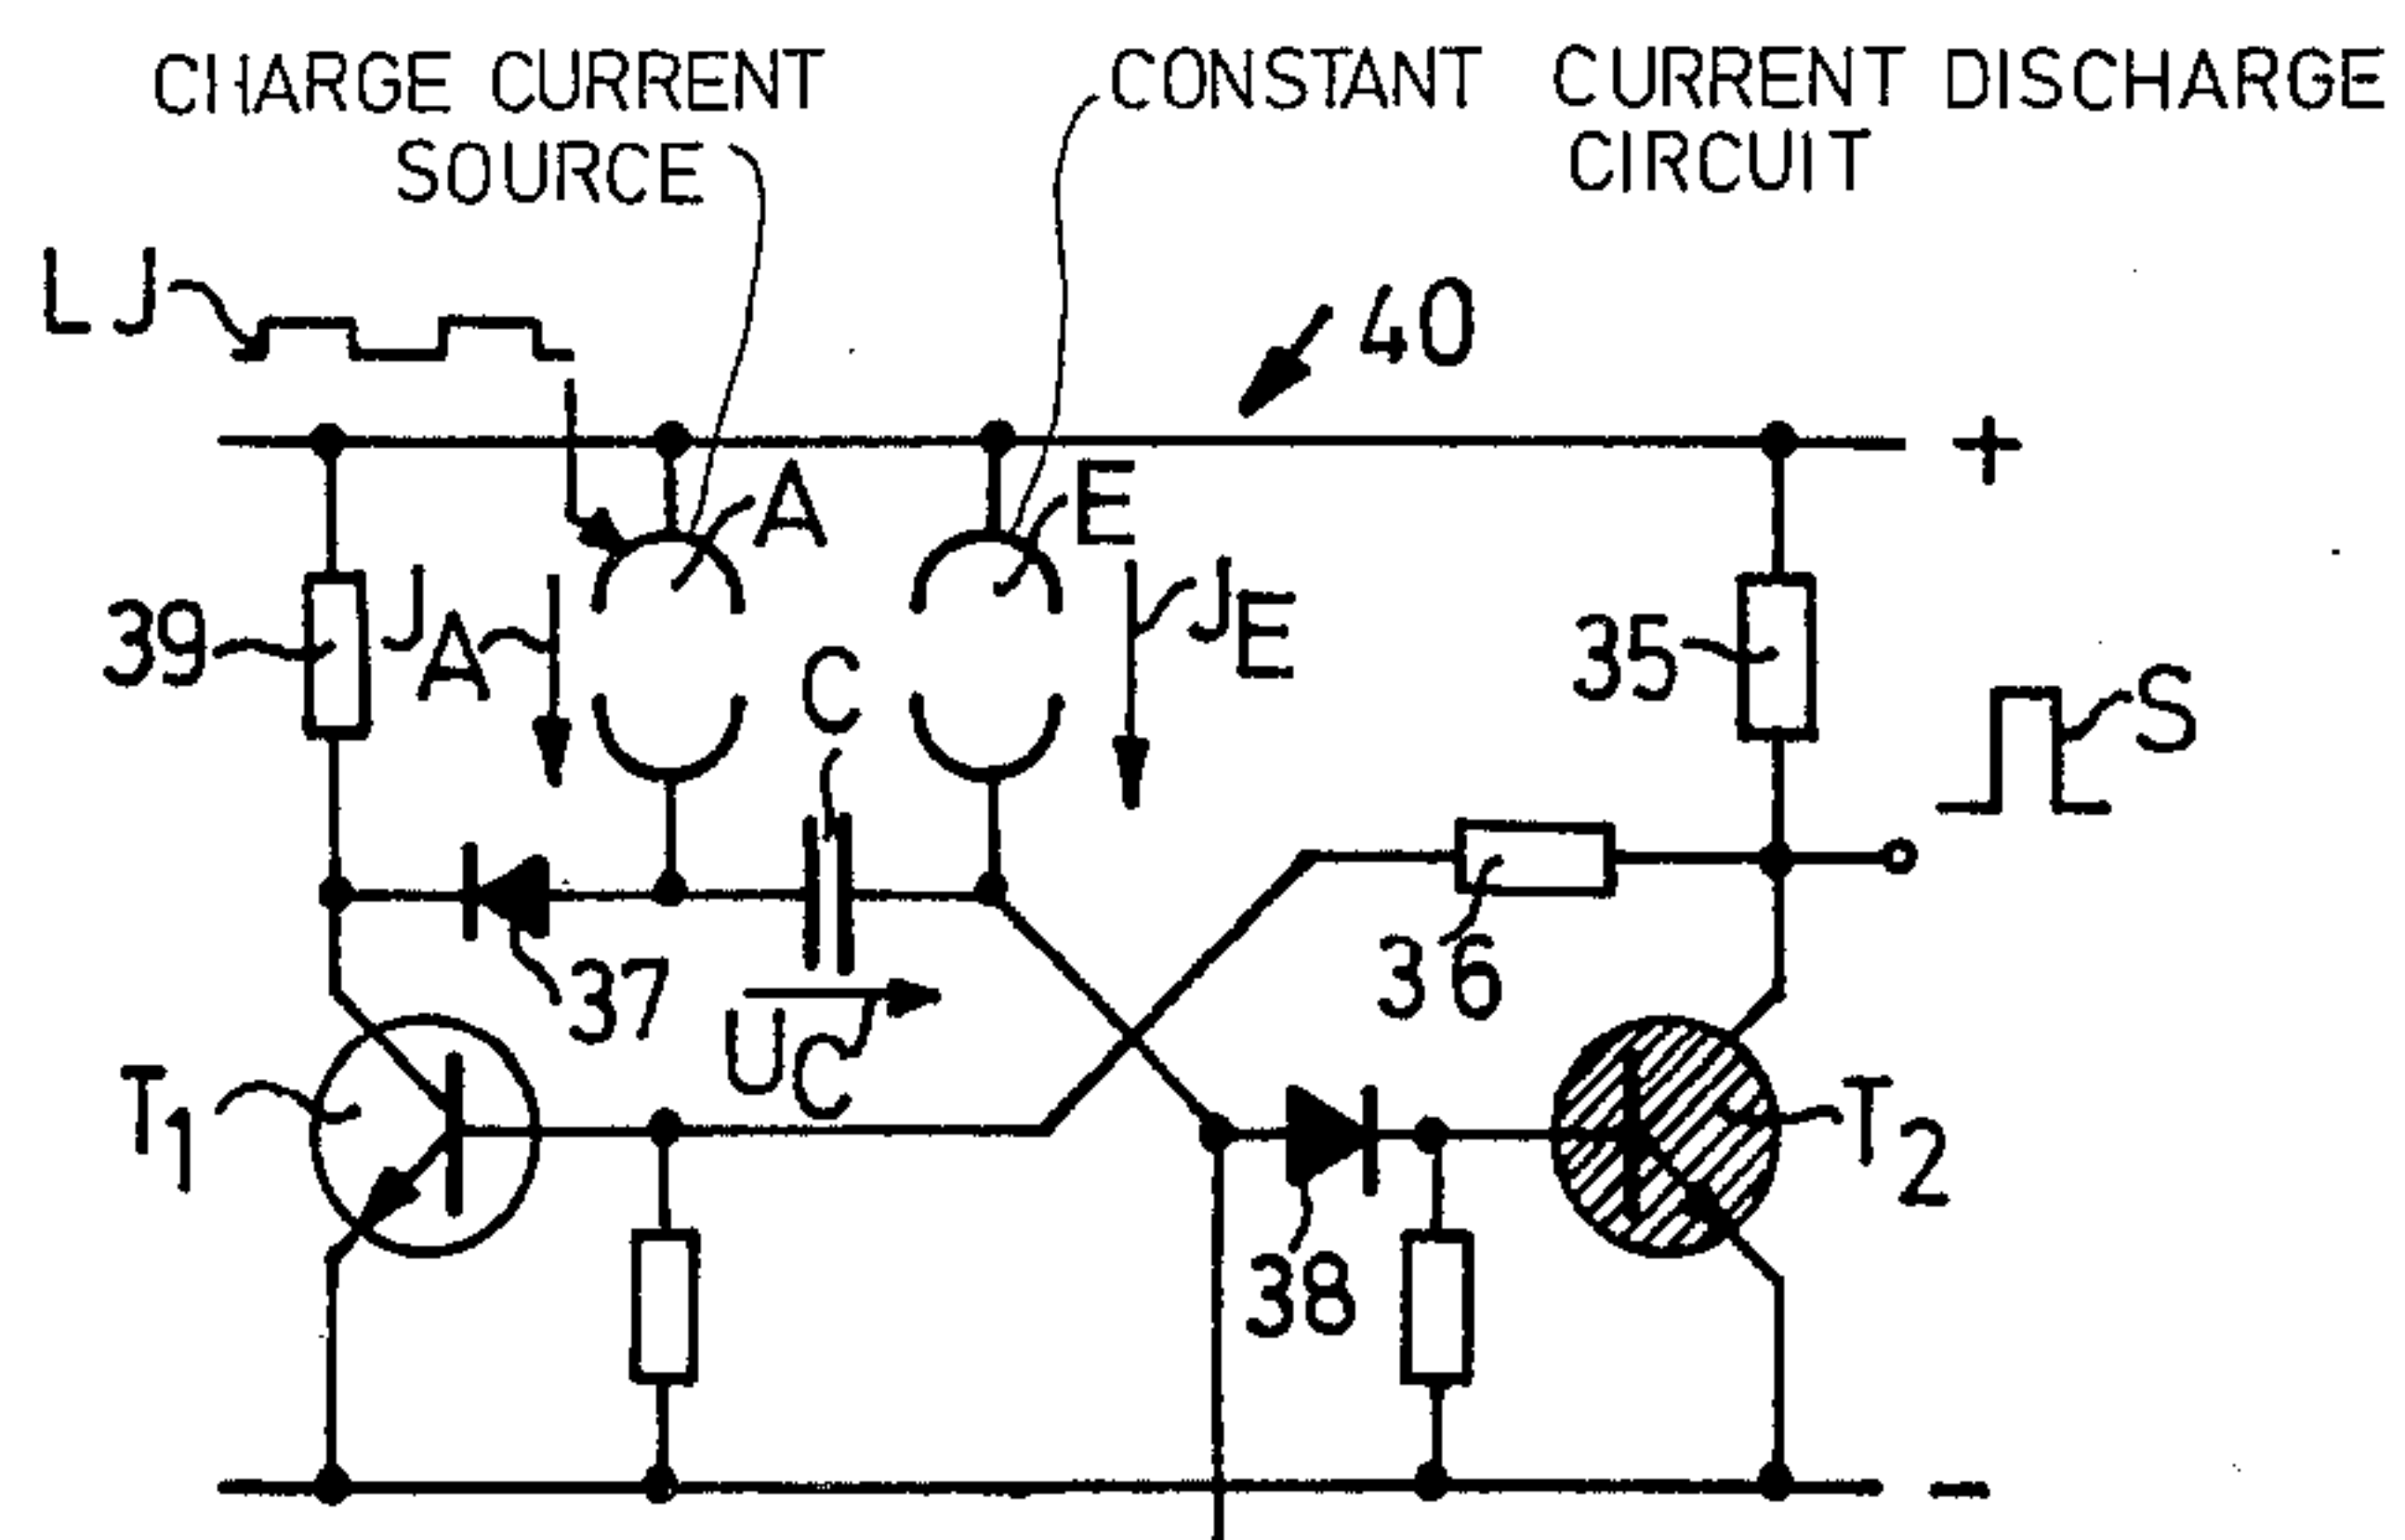 CHARGE CURRENT
SOURCE
CONSTANT CURRENT DISCHARGE
CIRCUIT
LJ
40
+
A
E
JA
JE
39
C
35
S
37
UC
36
T1
T2
38
-